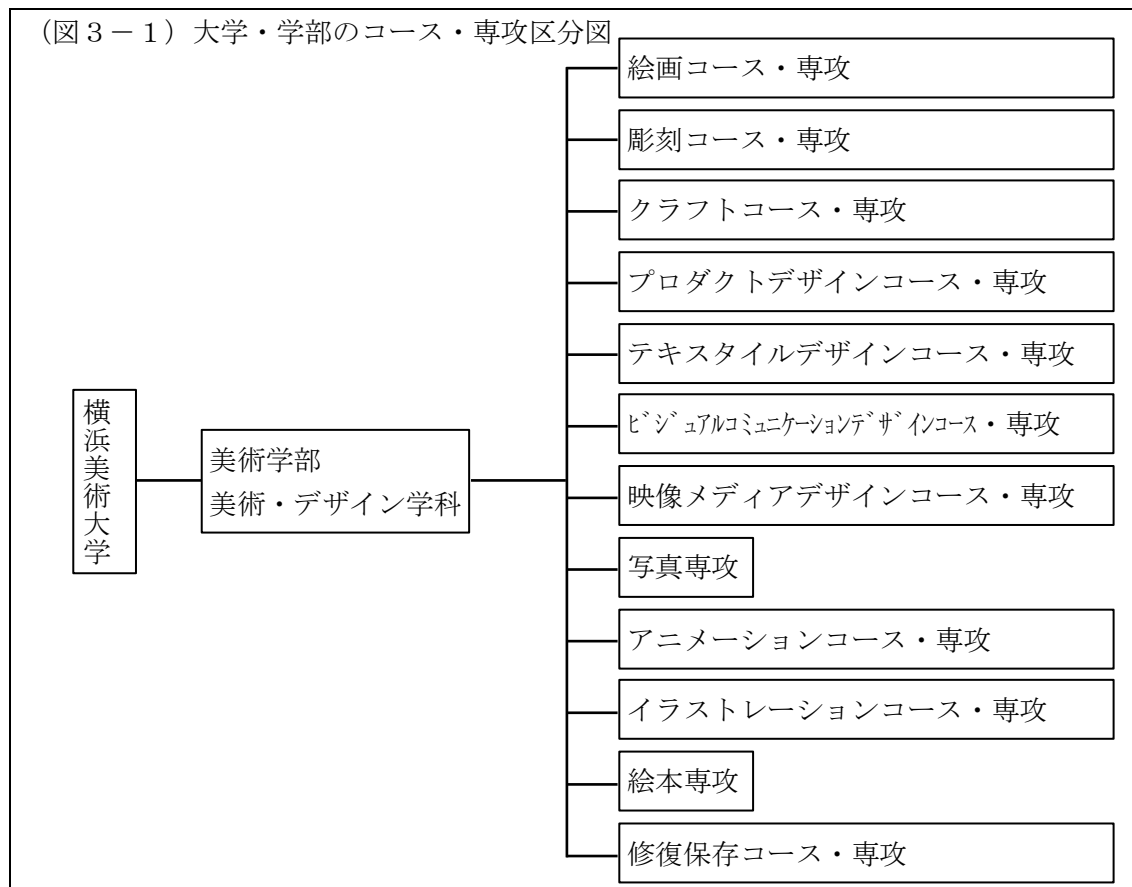 (図3-1)大学・学部のコース・専攻区分図
絵画コース・専攻
彫刻コース・専攻
クラフトコース・専攻
プロダクトデザインコース・専攻
テキスタイルデザインコース・専攻
横浜美術大学
美術学部
美術・デザイン学科
ﾋﾞｼﾞｭｱﾙｺﾐｭﾆｹｰｼｮﾝﾃﾞｻﾞｲﾝｺｰｽ・専攻
映像メディアデザインコース・専攻
写真専攻
アニメーションコース・専攻
イラストレーションコース・専攻
絵本専攻
修復保存コース・専攻